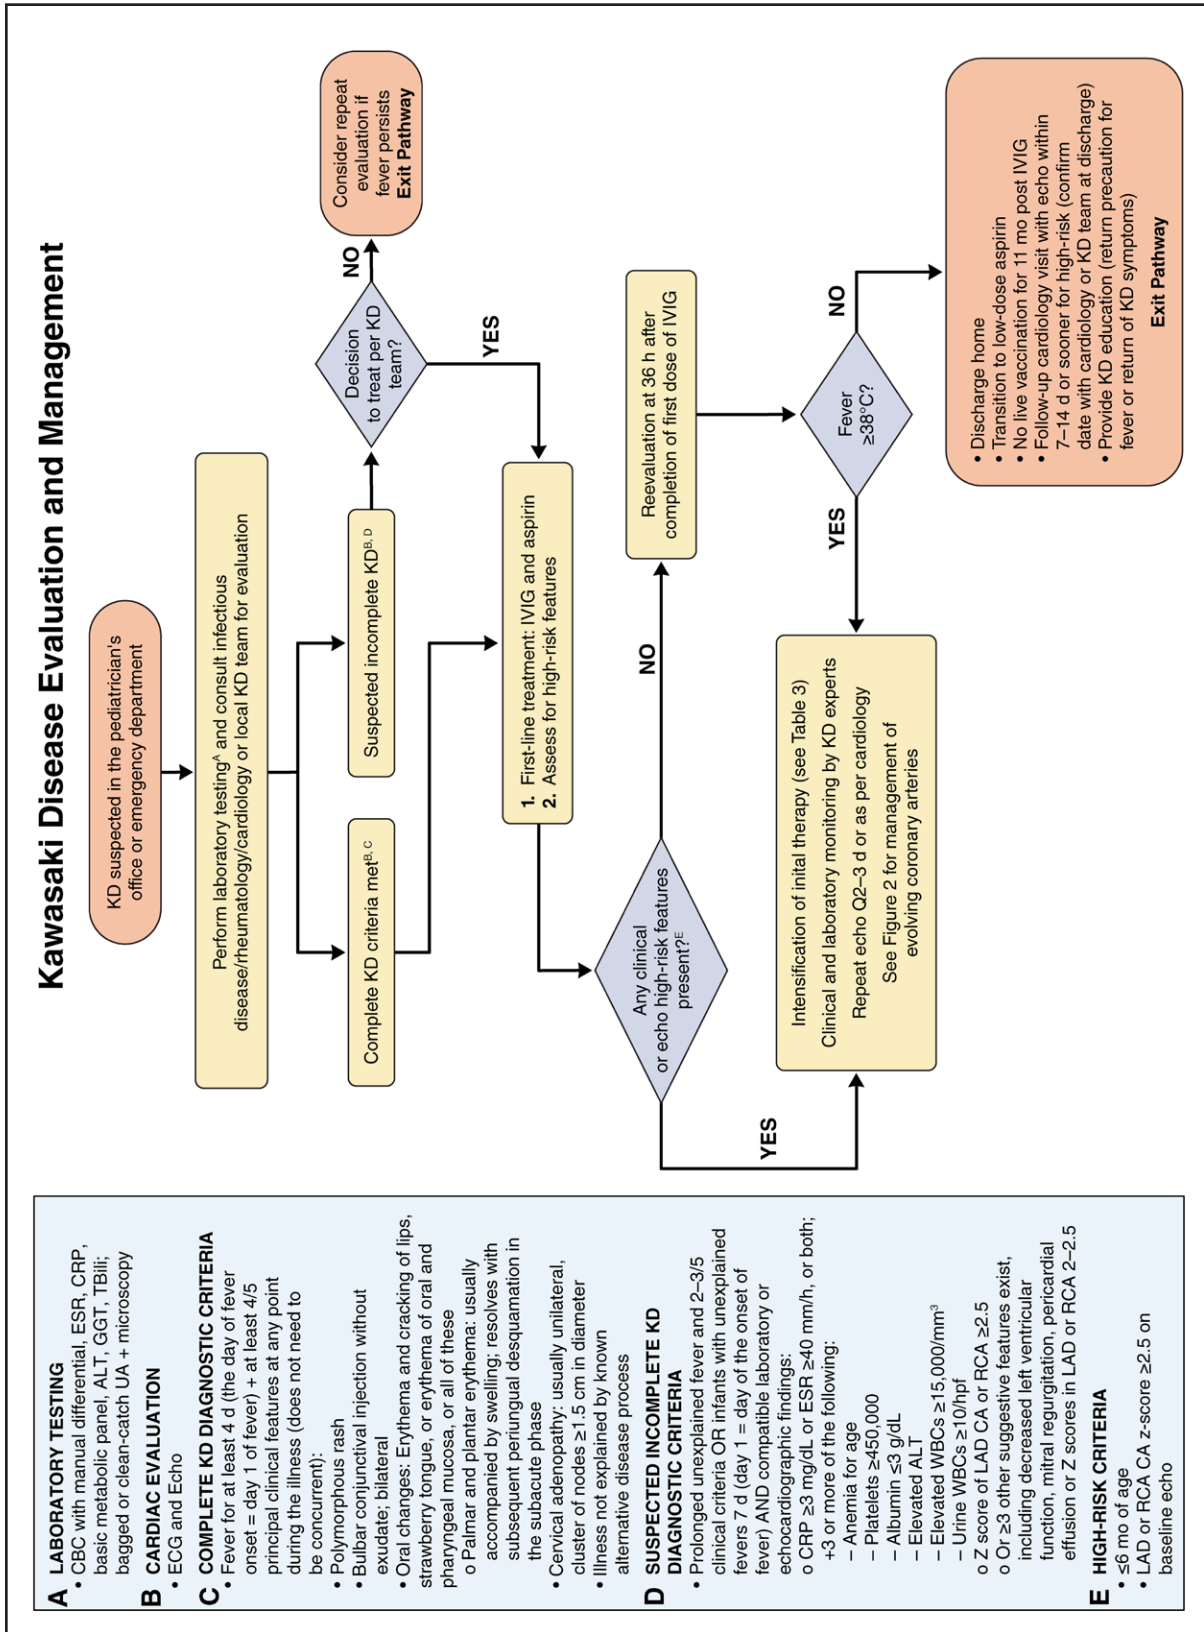 Kawasaki Disease Evaluation and Management
A LABORATORY TESTING
• CBC with manual differential, ESR, CRP,
basic metabolic panel, ALT, GGT, TBili;
bagged or clean-catch UA + microscopy
B CARDIAC EVALUATION
• ECG and Echo
C COMPLETE KD DIAGNOSTIC CRITERIA
• Fever for at least 4 d (the day of fever
onset = day 1 of fever) + at least 4/5
principal clinical features at any point
during the illness (does not need to
be concurrent):
• Polymorphous rash
• Bulbar conjunctival injection without
exudate; bilateral
• Oral changes: Erythema and cracking of lips,
strawberry tongue, or erythema of oral and
pharyngeal mucosa, or all of these
o Palmar and plantar erythema: usually
accompanied by swelling; resolves with
subsequent periungual desquamation in
the subacute phase
• Cervical adenopathy: usually unilateral,
cluster of nodes ≥1.5 cm in diameter
• Illness not explained by known
alternative disease process
D SUSPECTED INCOMPLETE KD
DIAGNOSTIC CRITERIA
• Prolonged unexplained fever and 2–3/5
clinical criteria OR infants with unexplained
fevers 7 d (day 1 = day of the onset of
fever) AND compatible laboratory or
echocardiographic findings:
o CRP ≥3 mg/dL or ESR ≥40 mm/h, or both;
+3 or more of the following:
– Anemia for age
– Platelets ≥450,000
– Albumin ≤3 g/dL
– Elevated ALT
– Elevated WBCs ≥15,000/mm³
– Urine WBCs ≥10/hpf
o Z score of LAD CA or RCA ≥2.5
o Or ≥3 other suggestive features exist,
including decreased left ventricular
function, mitral regurgitation, pericardial
effusion or Z scores in LAD or RCA 2–2.5
E HIGH-RISK CRITERIA
• ≤6 mo of age
• LAD or RCA CA z-score ≥2.5 on
baseline echo
KD suspected in the pediatrician's
office or emergency department
Perform laboratory testingᴬ and consult infectious
disease/rheumatology/cardiology or local KD team for evaluation
Complete KD criteria metᴮ,ᶜ
Suspected incomplete KDᴮ,ᴰ
Decision
to treat per KD
team?
NO
Consider repeat
evaluation if
fever persists
Exit Pathway
YES
1. First-line treatment: IVIG and aspirin
2. Assess for high-risk features
Any clinical
or echo high-risk features
present?ᴱ
NO
Reevaluation at 36 h after
completion of first dose of IVIG
YES
Fever
≥38°C?
YES
NO
Intensification of inital therapy (see Table 3)
Clinical and laboratory monitoring by KD experts
Repeat echo Q2–3 d or as per cardiology
See Figure 2 for management of
evolving coronary arteries
• Discharge home
• Transition to low-dose aspirin
• No live vaccination for 11 mo post IVIG
• Follow-up cardiology visit with echo within
7–14 d or sooner for high-risk (confirm
date with cardiology or KD team at discharge)
• Provide KD education (return precaution for
fever or return of KD symptoms)
Exit Pathway